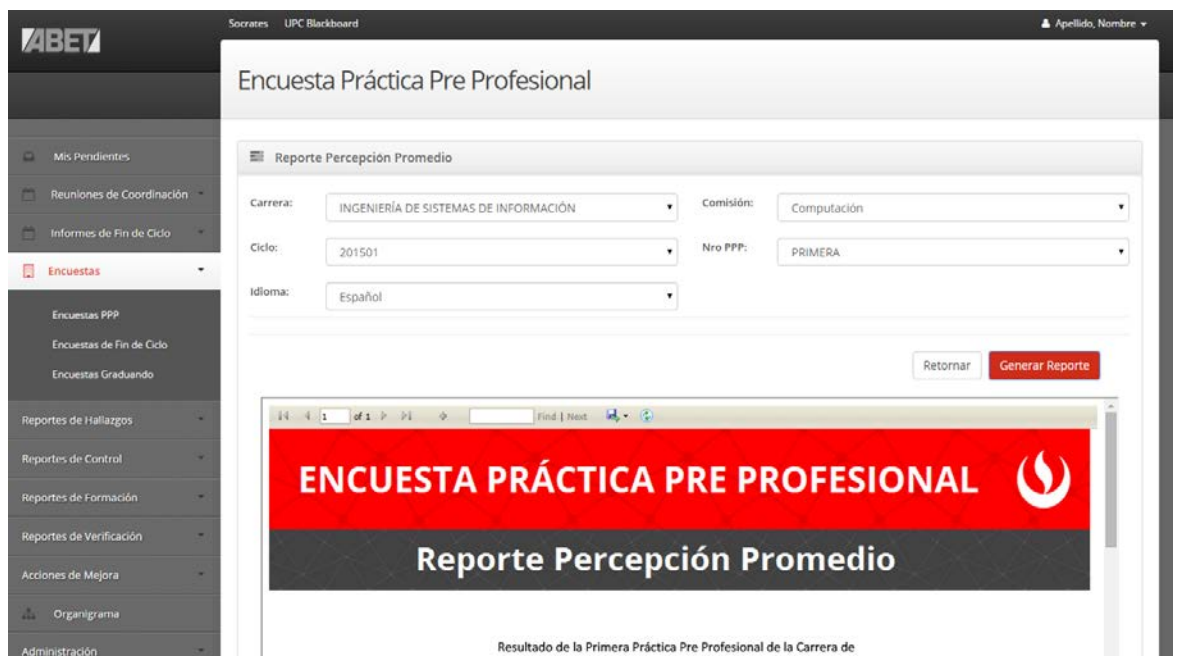 Socrates UPC Blackboard Apellido, Nombre
ABET
Encuesta Práctica Pre Profesional
Mis Pendientes
Reuniones de Coordinación
Informes de Fin de Ciclo
Encuestas
Encuestas PPP
Encuestas de Fin de Ciclo
Encuestas Graduando
Reportes de Hallazgos
Reportes de Control
Reportes de Formación
Reportes de Verificación
Acciones de Mejora
Organigrama
Administración
Reporte Percepción Promedio
Carrera: INGENIERÍA DE SISTEMAS DE INFORMACIÓN Comisión: Computación
Ciclo: 201501 Nro PPP: PRIMERA
Idioma: Español
Retornar Generar Reporte
1 of 1 Find | Next
ENCUESTA PRÁCTICA PRE PROFESIONAL
Reporte Percepción Promedio
Resultado de la Primera Práctica Pre Profesional de la Carrera de